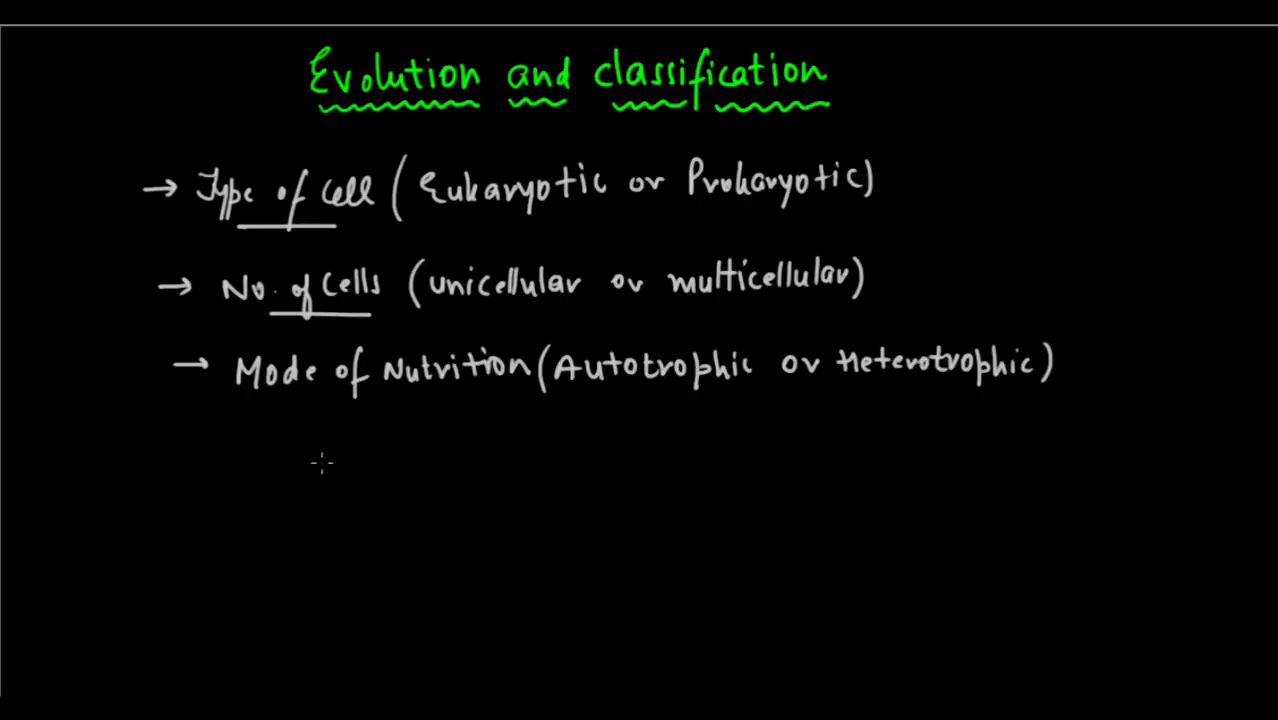 Evolution and classification
→ Type of Cell (Eukaryotic or Prokaryotic)
→ No. of Cells (unicellular or multicellular)
→ Mode of Nutrition (Autotrophic or Heterotrophic)